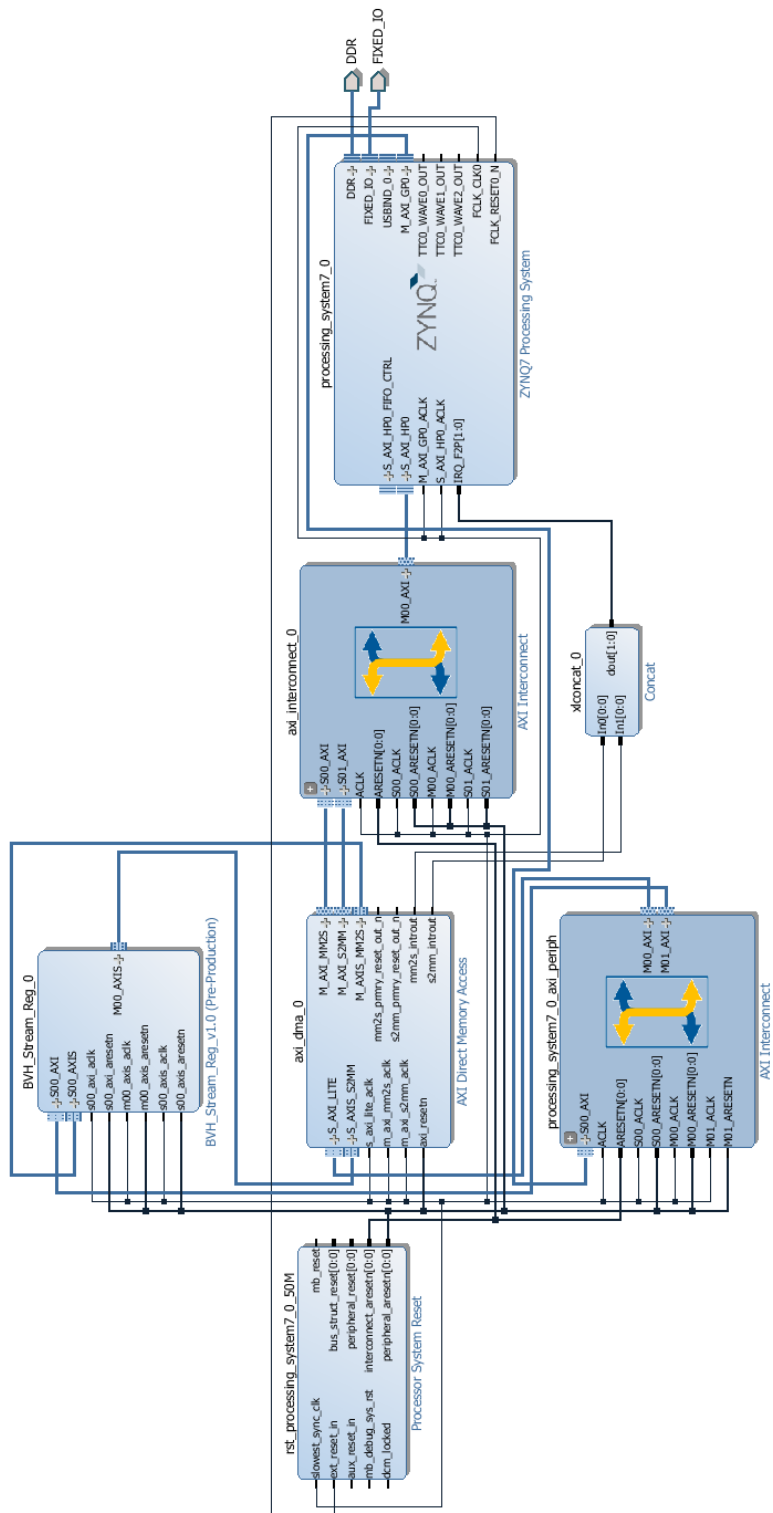 rst_processing_system7_0_50M
slowest_sync_clk
ext_reset_in
aux_reset_in
mb_debug_sys_rst
dcm_locked
mb_reset
bus_struct_reset[0:0]
peripheral_reset[0:0]
interconnect_aresetn[0:0]
peripheral_aresetn[0:0]
Processor System Reset
BVH_Stream_Reg_0
S00_AXI
S00_AXIS
s00_axi_aclk
s00_axi_aresetn
m00_axis_aclk
m00_axis_aresetn
s00_axis_aclk
s00_axis_aresetn
M00_AXIS
BVH_Stream_Reg_v1.0 (Pre-Production)
axi_dma_0
S_AXI_LITE
S_AXIS_S2MM
s_axi_lite_aclk
m_axi_mm2s_aclk
m_axi_s2mm_aclk
axi_resetn
M_AXI_MM2S
M_AXI_S2MM
M_AXIS_MM2S
mm2s_prmry_reset_out_n
s2mm_prmry_reset_out_n
mm2s_introut
s2mm_introut
AXI Direct Memory Access
processing_system7_0_axi_periph
S00_AXI
ACLK
ARESETN[0:0]
S00_ACLK
S00_ARESETN[0:0]
M00_ACLK
M00_ARESETN[0:0]
M01_ACLK
M01_ARESETN
M00_AXI
M01_AXI
AXI Interconnect
axi_interconnect_0
S00_AXI
S01_AXI
ACLK
ARESETN[0:0]
S00_ACLK
S00_ARESETN[0:0]
M00_ACLK
M00_ARESETN[0:0]
S01_ACLK
S01_ARESETN[0:0]
M00_AXI
AXI Interconnect
xlconcat_0
In0[0:0]
In1[0:0]
dout[1:0]
Concat
processing_system7_0
S_AXI_HP0_FIFO_CTRL
S_AXI_HP0
M_AXI_GP0_ACLK
S_AXI_HP0_ACLK
IRQ_F2P[1:0]
ZYNQ
DDR
FIXED_IO
USBIND_0
M_AXI_GP0
TTC0_WAVE0_OUT
TTC0_WAVE1_OUT
TTC0_WAVE2_OUT
FCLK_CLK0
FCLK_RESET0_N
ZYNQ7 Processing System
DDR
FIXED_IO